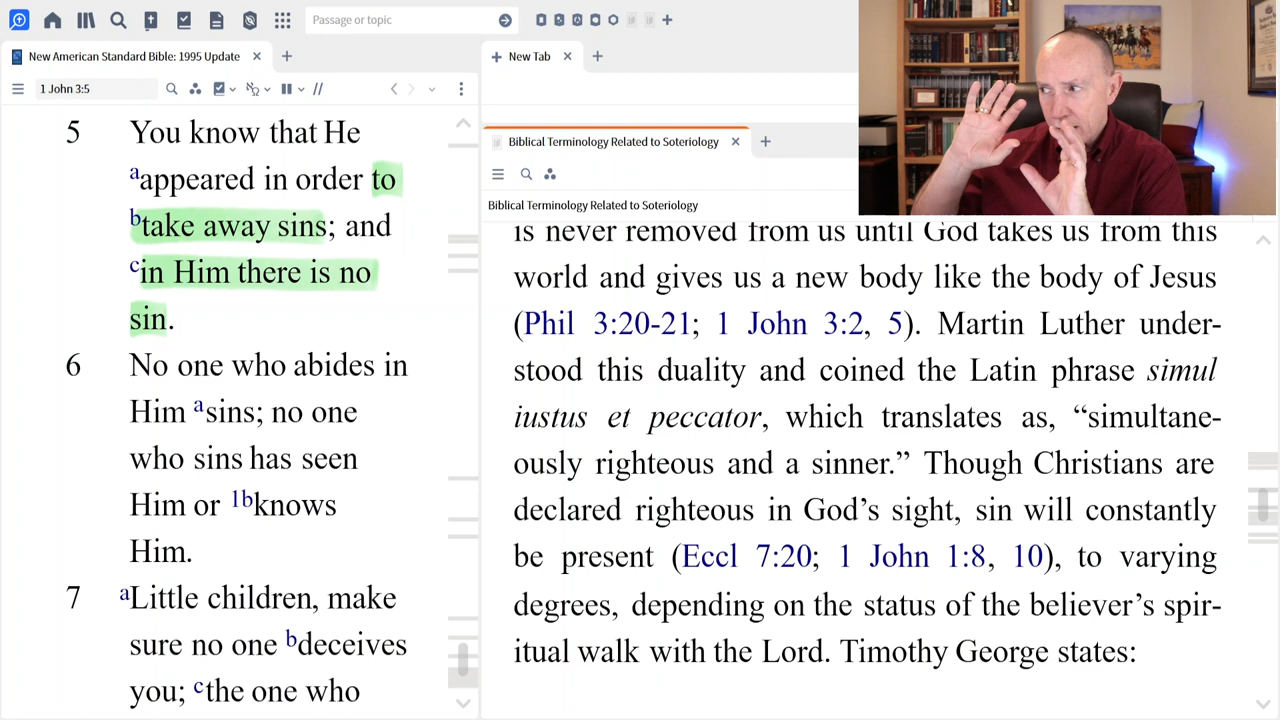 Passage or topic
New American Standard Bible: 1995 Update
New Tab
1 John 3:5
5 You know that He
aappeared in order to
btake away sins; and
cin Him there is no
sin.
6 No one who abides in
Him asins; no one
who sins has seen
Him or 1bknows
Him.
7 aLittle children, make
sure no one bdeceives
you; cthe one who
Biblical Terminology Related to Soteriology
Biblical Terminology Related to Soteriology
is never removed from us until God takes us from this
world and gives us a new body like the body of Jesus
(Phil 3:20-21; 1 John 3:2, 5). Martin Luther under-
stood this duality and coined the Latin phrase simul
iustus et peccator, which translates as, “simultane-
ously righteous and a sinner.” Though Christians are
declared righteous in God’s sight, sin will constantly
be present (Eccl 7:20; 1 John 1:8, 10), to varying
degrees, depending on the status of the believer’s spir-
itual walk with the Lord. Timothy George states: